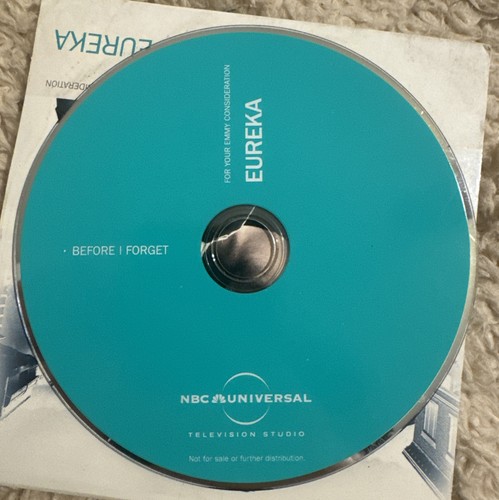 EUREKA
FOR YOUR EMMY CONSIDERATION
EUREKA
· BEFORE I FORGET
NBC UNIVERSAL
TELEVISION STUDIO
Not for sale or further distribution.